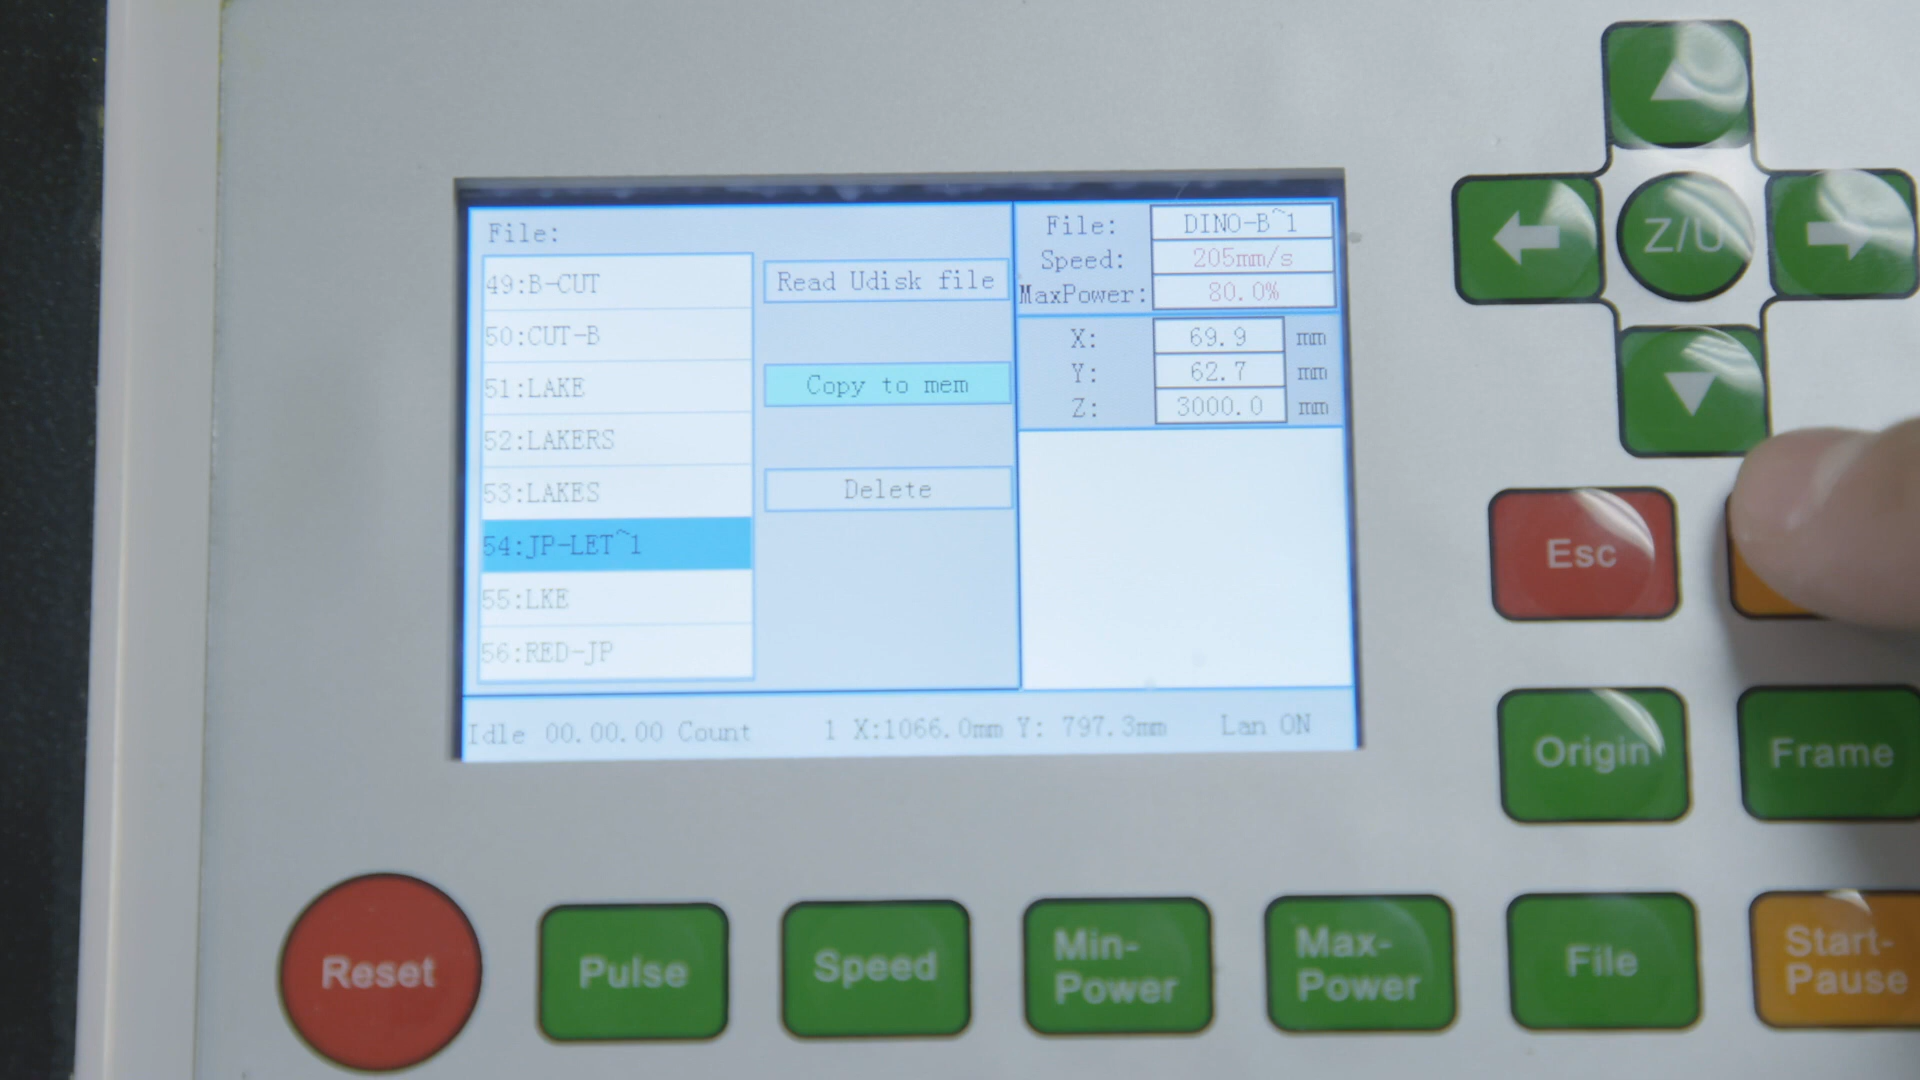 File:
49:B-CUT
50:CUT-B
51:LAKE
52:LAKERS
53:LAKES
54:JP-LET~1
55:LKE
56:RED-JP
Read Udisk file
Copy to mem
Delete
File: DINO-B~1
Speed: 205mm/s
MaxPower: 80.0%
X: 69.9 mm
Y: 62.7 mm
Z: 3000.0 mm
Idle 00.00.00 Count 1 X:1066.0mm Y: 797.3mm Lan ON
Z/U
Esc
Origin
Frame
Reset
Pulse
Speed
Min-
Power
Max-
Power
File
Start-
Pause